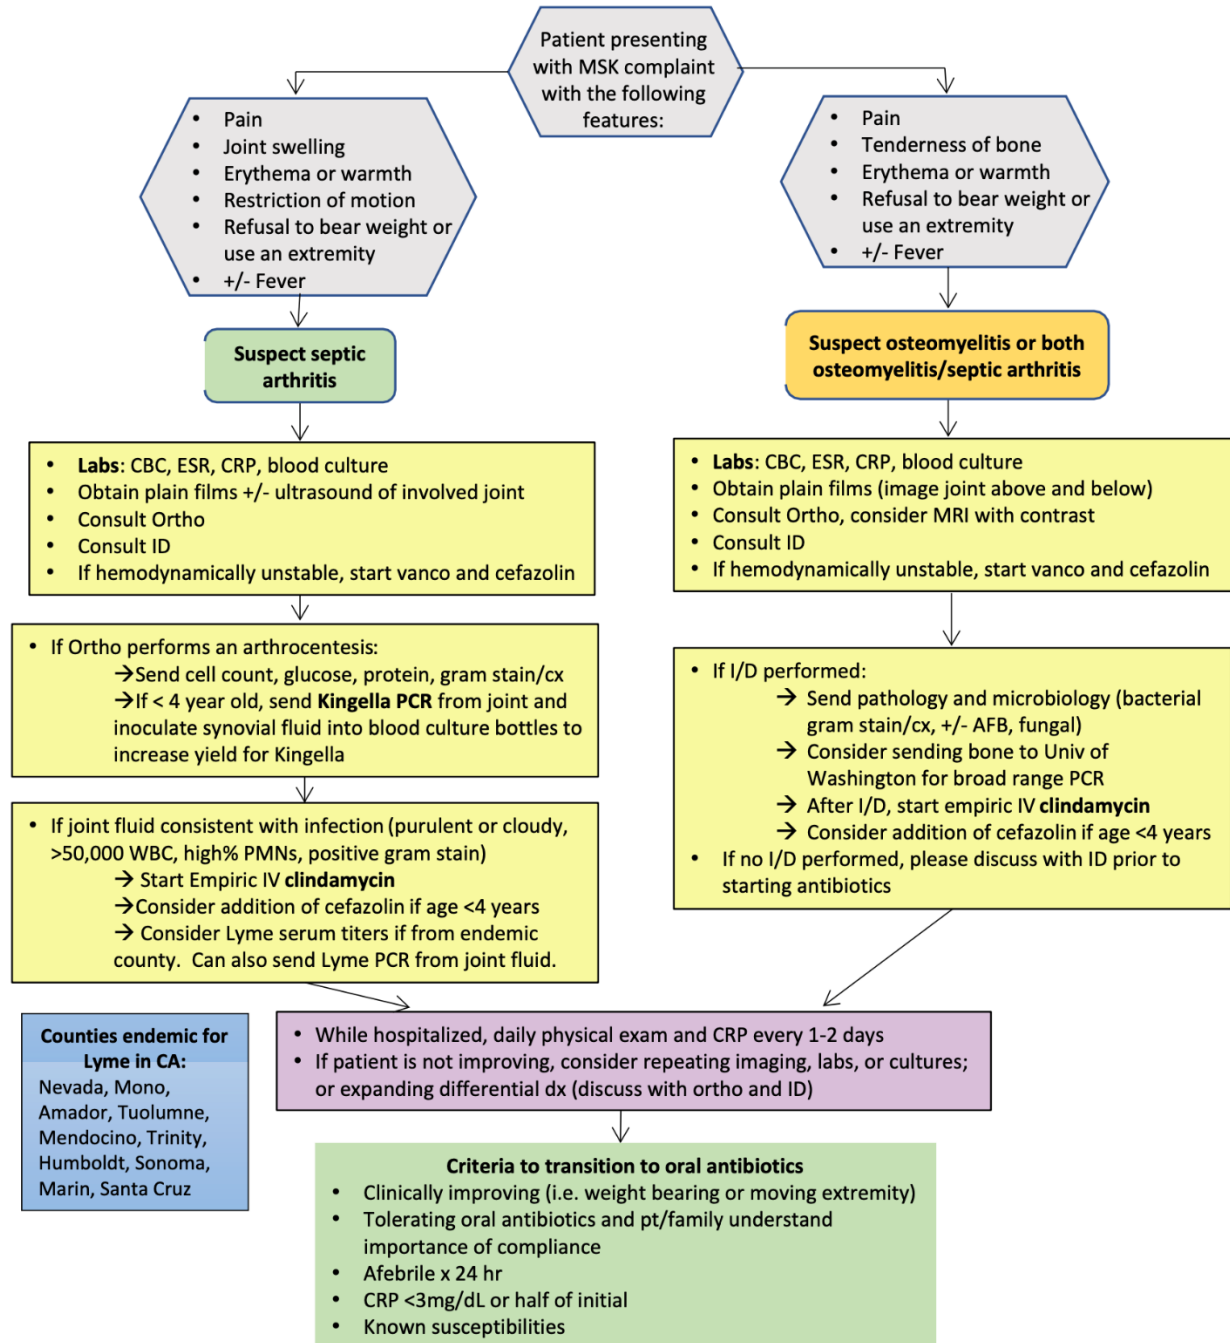 Patient presenting
with MSK complaint
with the following
features:
• Pain
• Joint swelling
• Erythema or warmth
• Restriction of motion
• Refusal to bear weight or
use an extremity
• +/- Fever
• Pain
• Tenderness of bone
• Erythema or warmth
• Refusal to bear weight or
use an extremity
• +/- Fever
Suspect septic
arthritis
Suspect osteomyelitis or both
osteomyelitis/septic arthritis
• Labs: CBC, ESR, CRP, blood culture
• Obtain plain films +/- ultrasound of involved joint
• Consult Ortho
• Consult ID
• If hemodynamically unstable, start vanco and cefazolin
• Labs: CBC, ESR, CRP, blood culture
• Obtain plain films (image joint above and below)
• Consult Ortho, consider MRI with contrast
• Consult ID
• If hemodynamically unstable, start vanco and cefazolin
• If Ortho performs an arthrocentesis:
→Send cell count, glucose, protein, gram stain/cx
→If < 4 year old, send Kingella PCR from joint and
inoculate synovial fluid into blood culture bottles to
increase yield for Kingella
• If I/D performed:
→ Send pathology and microbiology (bacterial
gram stain/cx, +/- AFB, fungal)
→ Consider sending bone to Univ of
Washington for broad range PCR
→ After I/D, start empiric IV clindamycin
→ Consider addition of cefazolin if age <4 years
• If no I/D performed, please discuss with ID prior to
starting antibiotics
• If joint fluid consistent with infection (purulent or cloudy,
>50,000 WBC, high% PMNs, positive gram stain)
→ Start Empiric IV clindamycin
→Consider addition of cefazolin if age <4 years
→ Consider Lyme serum titers if from endemic
county. Can also send Lyme PCR from joint fluid.
Counties endemic for
Lyme in CA:
Nevada, Mono,
Amador, Tuolumne,
Mendocino, Trinity,
Humboldt, Sonoma,
Marin, Santa Cruz
• While hospitalized, daily physical exam and CRP every 1-2 days
• If patient is not improving, consider repeating imaging, labs, or cultures;
or expanding differential dx (discuss with ortho and ID)
Criteria to transition to oral antibiotics
• Clinically improving (i.e. weight bearing or moving extremity)
• Tolerating oral antibiotics and pt/family understand
importance of compliance
• Afebrile x 24 hr
• CRP <3mg/dL or half of initial
• Known susceptibilities